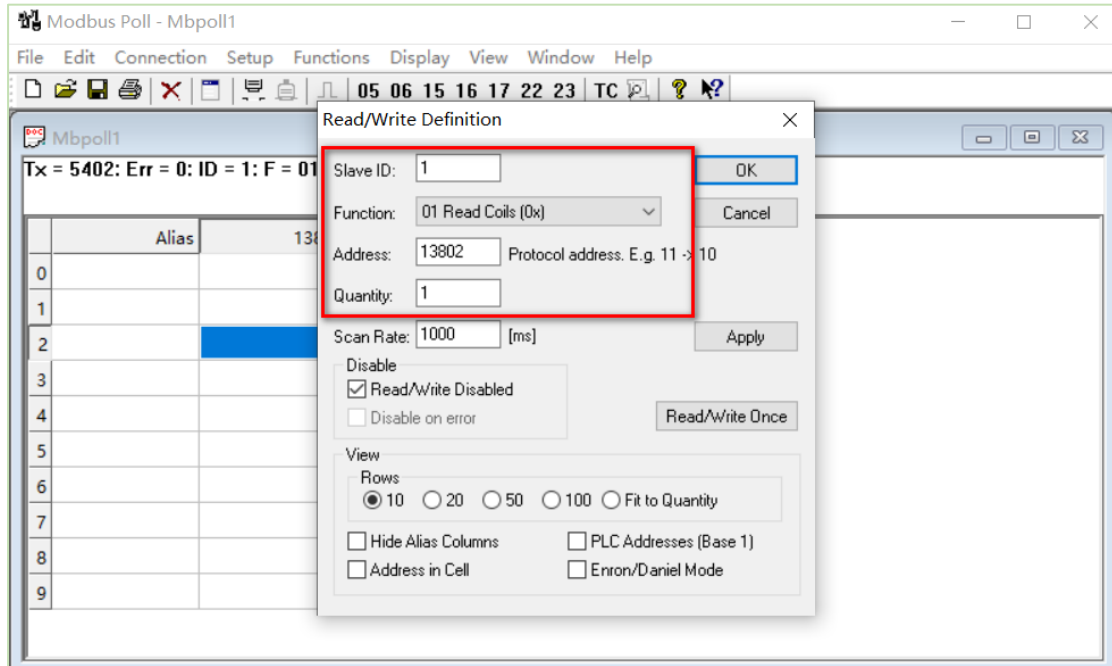 Modbus Poll - Mbpoll1
File Edit Connection Setup Functions Display View Window Help
05 06 15 16 17 22 23 TC
Mbpoll1
Tx = 5402: Err = 0: ID = 1: F = 01
Alias
0
1
2
3
4
5
6
7
8
9
Read/Write Definition
Slave ID: 1
OK
Function: 01 Read Coils (0x)
Cancel
Address: 13802 Protocol address. E.g. 11 -> 10
Quantity: 1
Scan Rate: 1000 [ms]
Apply
Disable
Read/Write Disabled
Disable on error
Read/Write Once
View
Rows
10 20 50 100 Fit to Quantity
Hide Alias Columns PLC Addresses (Base 1)
Address in Cell Enron/Daniel Mode